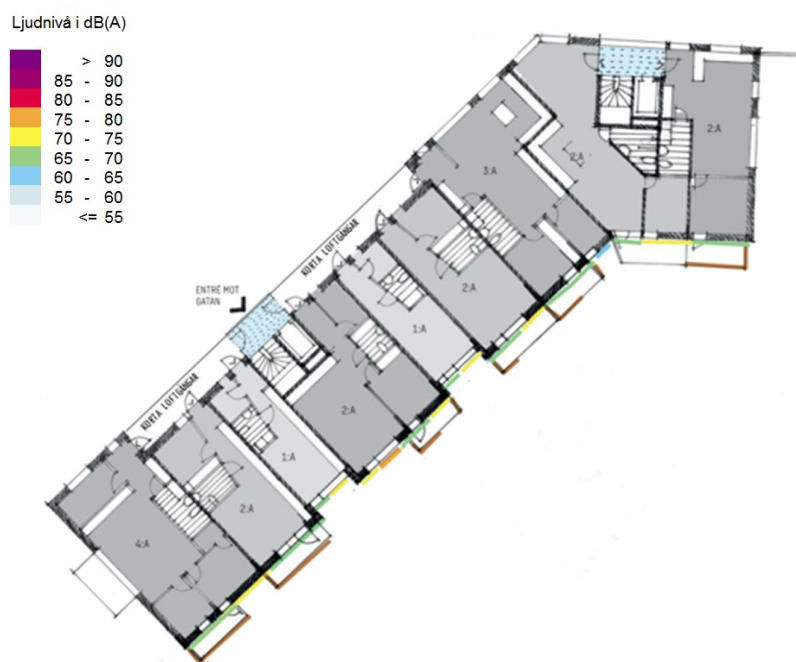 Ljudnivå i dB(A)
> 90
85 - 90
80 - 85
75 - 80
70 - 75
65 - 70
60 - 65
55 - 60
<= 55
2:A
3:A
2:A
KORTA LOFTGÅNGAR
ENTRÉ MOT
GATAN
2:A
1:A
2:A
KORTA LOFTGÅNGAR
1:A
2:A
4:A